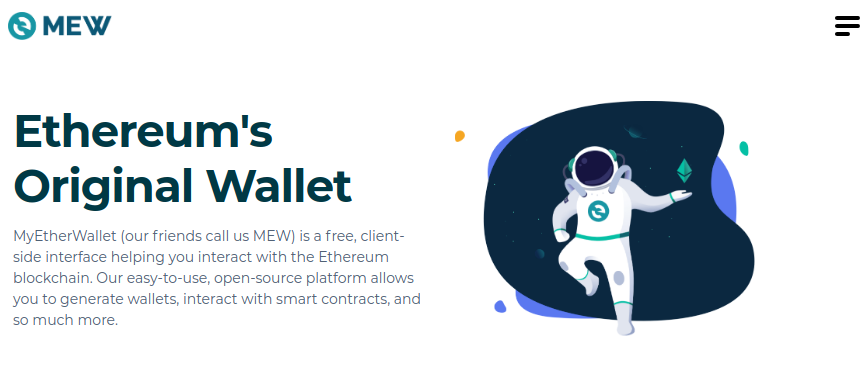 MEW
Ethereum's
Original Wallet
MyEtherWallet (our friends call us MEW) is a free, client-
side interface helping you interact with the Ethereum
blockchain. Our easy-to-use, open-source platform allows
you to generate wallets, interact with smart contracts, and
so much more.